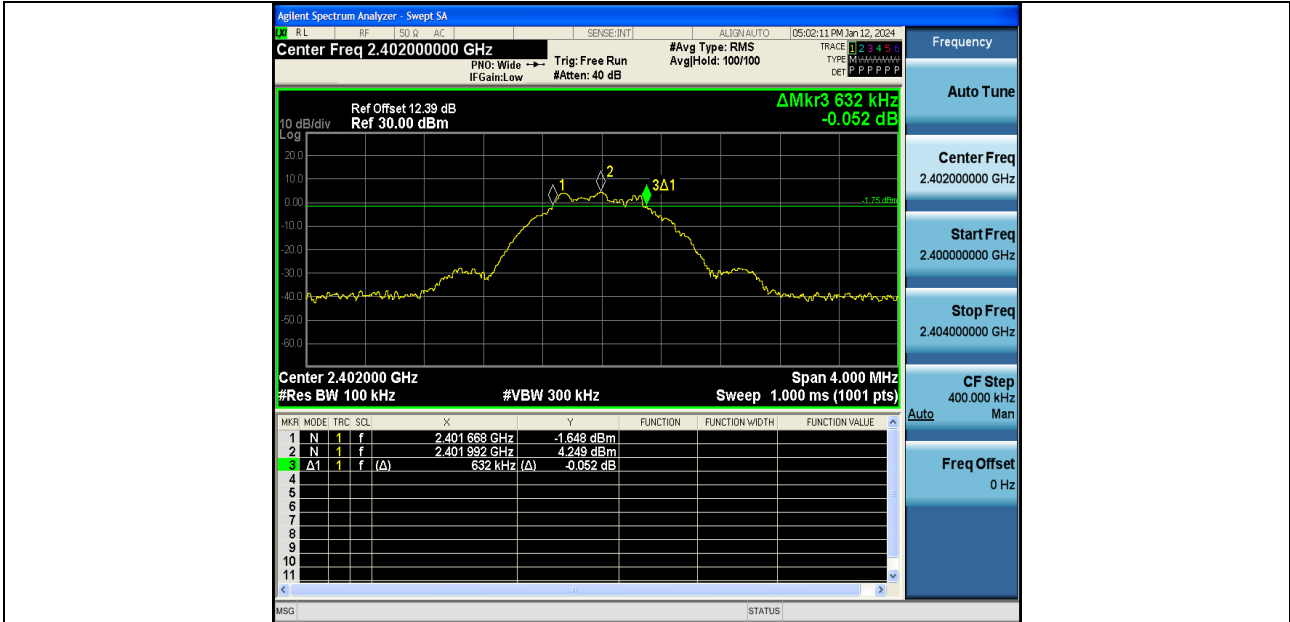 Agilent Spectrum Analyzer - Swept SA
LXI RL RF 50 Ω AC SENSE:INT ALIGNAUTO 05:02:11 PM Jan 12, 2024
Center Freq 2.402000000 GHz
PNO: Wide
IFGain:Low
Trig: Free Run
#Atten: 40 dB
#Avg Type: RMS
Avg|Hold: 100/100
TRACE 1 2 3 4 5 6
TYPE M
DET P P P P P P
ΔMkr3 632 kHz
-0.052 dB
Ref Offset 12.39 dB
10 dB/div Ref 30.00 dBm
Log
20.0
10.0
0.00
-10.0
-20.0
-30.0
-40.0
-50.0
-60.0
1
2
3Δ1
-1.75 dBm
Center 2.402000 GHz Span 4.000 MHz
#Res BW 100 kHz #VBW 300 kHz Sweep 1.000 ms (1001 pts)
MKR MODE TRC SCL X Y FUNCTION FUNCTION WIDTH FUNCTION VALUE
1 N 1 f 2.401 668 GHz -1.648 dBm
2 N 1 f 2.401 992 GHz 4.249 dBm
3 Δ1 1 f (Δ) 632 kHz (Δ) -0.052 dB
4
5
6
7
8
9
10
11
MSG STATUS
Frequency
Auto Tune
Center Freq
2.402000000 GHz
Start Freq
2.400000000 GHz
Stop Freq
2.404000000 GHz
CF Step
400.000 kHz
Auto Man
Freq Offset
0 Hz